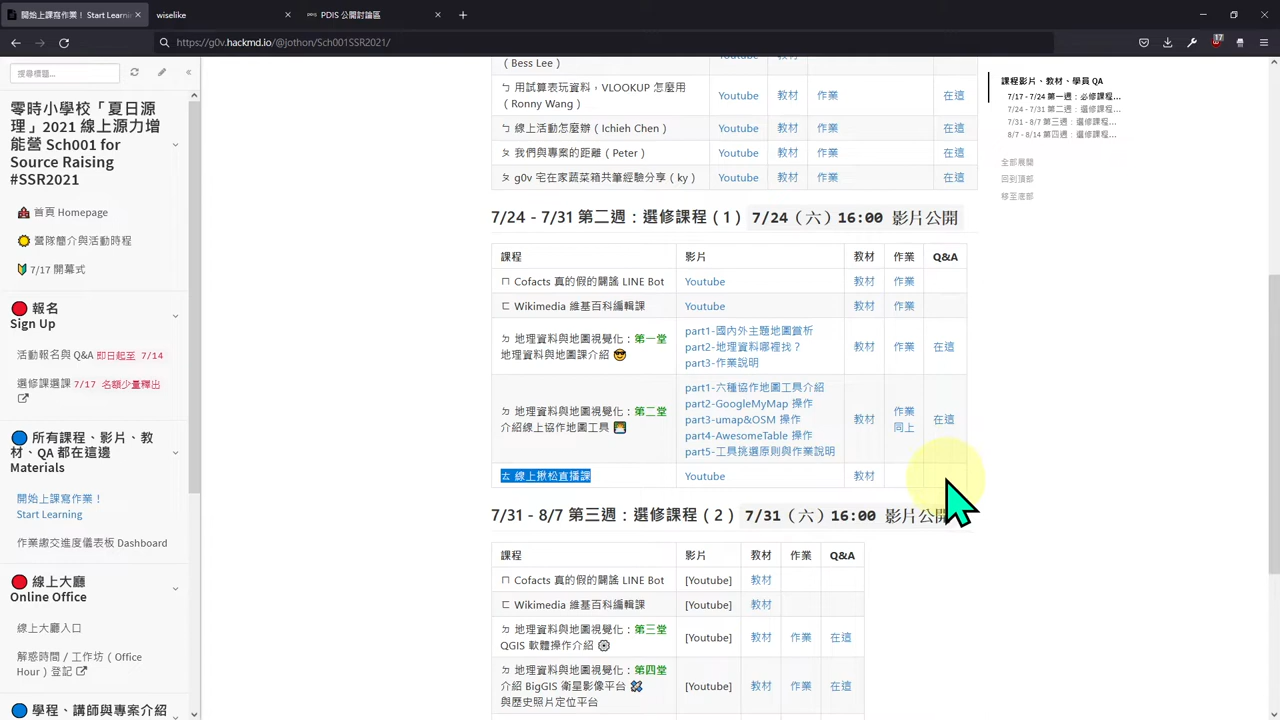 開始上課寫作業！ Start Learnin
wiselike
PDIS 公開討論區
https://g0v.hackmd.io/@jothon/Sch001SSR2021/
17
搜尋標題...
零時小學校「夏日源
理」2021 線上源力增
能營 Sch001 for
Source Raising
#SSR2021
首頁 Homepage
營隊簡介與活動時程
7/17 開幕式
報名
Sign Up
活動報名與 Q&A 即日起至 7/14
選修課選課 7/17 名額少量釋出
所有課程、影片、教
材、QA 都在這邊
Materials
開始上課寫作業！
Start Learning
作業繳交進度儀表板 Dashboard
線上大廳
Online Office
線上大廳入口
解惑時間 / 工作坊（Office
Hour）登記
學程、講師與專案介紹
（Bess Lee） Youtube 教材 作業
ㄅ 用試算表玩資料，VLOOKUP 怎麼用
（Ronny Wang） Youtube 教材 作業 在這
ㄅ 線上活動怎麼辦（Ichieh Chen） Youtube 教材 作業 在這
ㄆ 我們與專案的距離（Peter） Youtube 教材 作業 在這
ㄆ g0v 宅在家蔬菜箱共筆經驗分享（ky） Youtube 教材 作業 在這
7/24 - 7/31 第二週：選修課程（1） 7/24（六）16:00 影片公開
課程 影片 教材 作業 Q&A
ㄇ Cofacts 真的假的闢謠 LINE Bot Youtube 教材 作業
ㄈ Wikimedia 維基百科編輯課 Youtube 教材 作業
ㄉ 地理資料與地圖視覺化：第一堂
地理資料與地圖課介紹
part1-國內外主題地圖賞析
part2-地理資料哪裡找？
part3-作業說明
教材 作業 在這
ㄉ 地理資料與地圖視覺化：第二堂
介紹線上協作地圖工具
part1-六種協作地圖工具介紹
part2-GoogleMyMap 操作
part3-umap&OSM 操作
part4-AwesomeTable 操作
part5-工具挑選原則與作業說明
教材 作業
同上 在這
ㄊ 線上揪松直播課 Youtube 教材
7/31 - 8/7 第三週：選修課程（2） 7/31（六）16:00 影片公開
課程 影片 教材 作業 Q&A
ㄇ Cofacts 真的假的闢謠 LINE Bot [Youtube] 教材
ㄈ Wikimedia 維基百科編輯課 [Youtube] 教材
ㄉ 地理資料與地圖視覺化：第三堂
QGIS 軟體操作介紹 [Youtube] 教材 作業 在這
ㄉ 地理資料與地圖視覺化：第四堂
介紹 BigGIS 衛星影像平台
與歷史照片定位平台 [Youtube] 教材 作業 在這
課程影片、教材、學員 QA
7/17 - 7/24 第一週：必修課程...
7/24 - 7/31 第二週：選修課程...
7/31 - 8/7 第三週：選修課程...
8/7 - 8/14 第四週：選修課程...
全部展開
回到頂部
移至底部